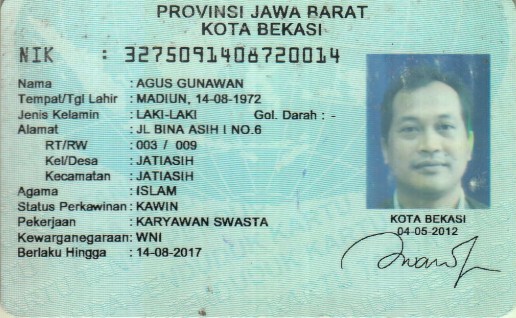 PROVINSI JAWA BARAT
KOTA BEKASI
NIK : 3275091408720014
Nama : AGUS GUNAWAN
Tempat/Tgl Lahir : MADIUN, 14-08-1972
Jenis Kelamin : LAKI-LAKI Gol. Darah : -
Alamat : JL BINA ASIH I NO.6
RT/RW : 003 / 009
Kel/Desa : JATIASIH
Kecamatan : JATIASIH
Agama : ISLAM
Status Perkawinan : KAWIN
Pekerjaan : KARYAWAN SWASTA
Kewarganegaraan : WNI
Berlaku Hingga : 14-08-2017
KOTA BEKASI
04-05-2012